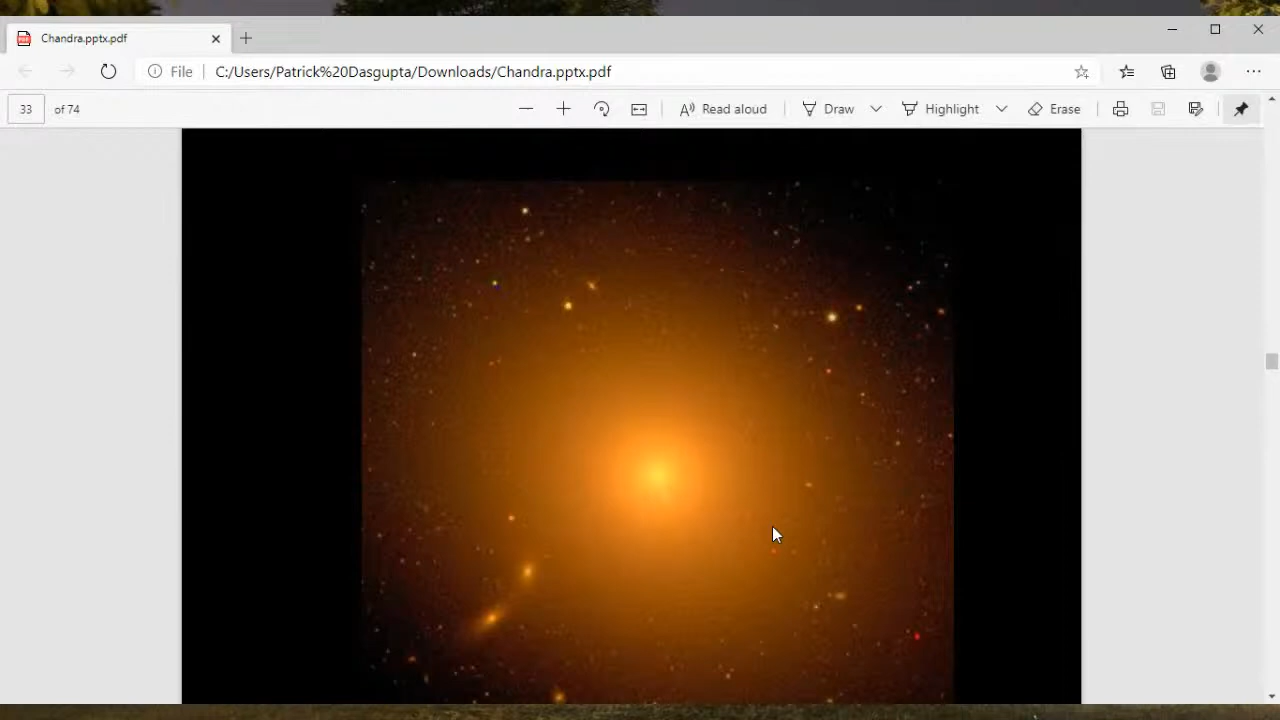 Chandra.pptx.pdf
File
C:/Users/Patrick%20Dasgupta/Downloads/Chandra.pptx.pdf
33 of 74
A Read aloud
Draw
Highlight
Erase